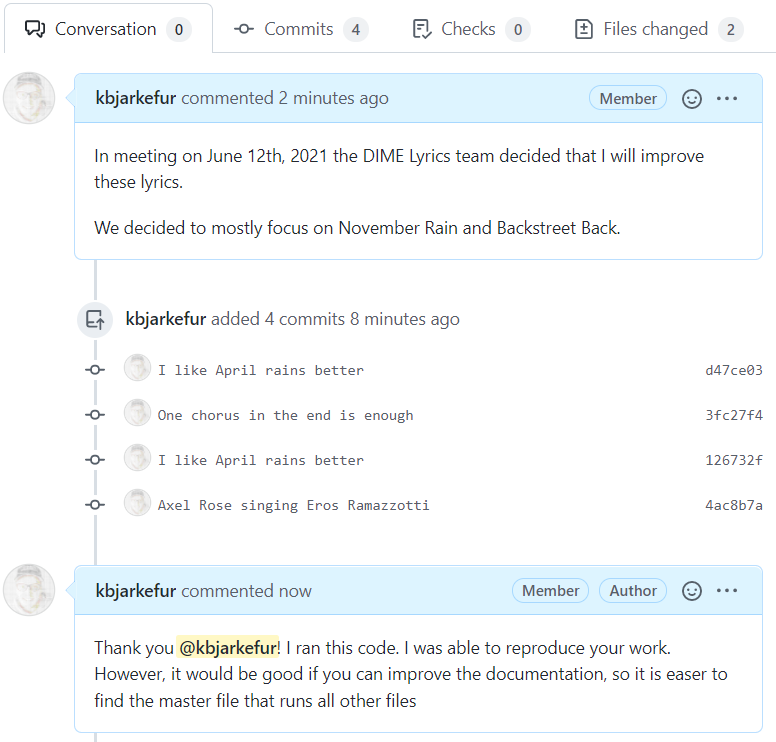 Conversation 0 Commits 4 Checks 0 Files changed 2
kbjarkefur commented 2 minutes ago Member
In meeting on June 12th, 2021 the DIME Lyrics team decided that I will improve
these lyrics.
We decided to mostly focus on November Rain and Backstreet Back.
kbjarkefur added 4 commits 8 minutes ago
I like April rains better d47ce03
One chorus in the end is enough 3fc27f4
I like April rains better 126732f
Axel Rose singing Eros Ramazzotti 4ac8b7a
kbjarkefur commented now Member Author
Thank you @kbjarkefur! I ran this code. I was able to reproduce your work.
However, it would be good if you can improve the documentation, so it is easer to
find the master file that runs all other files